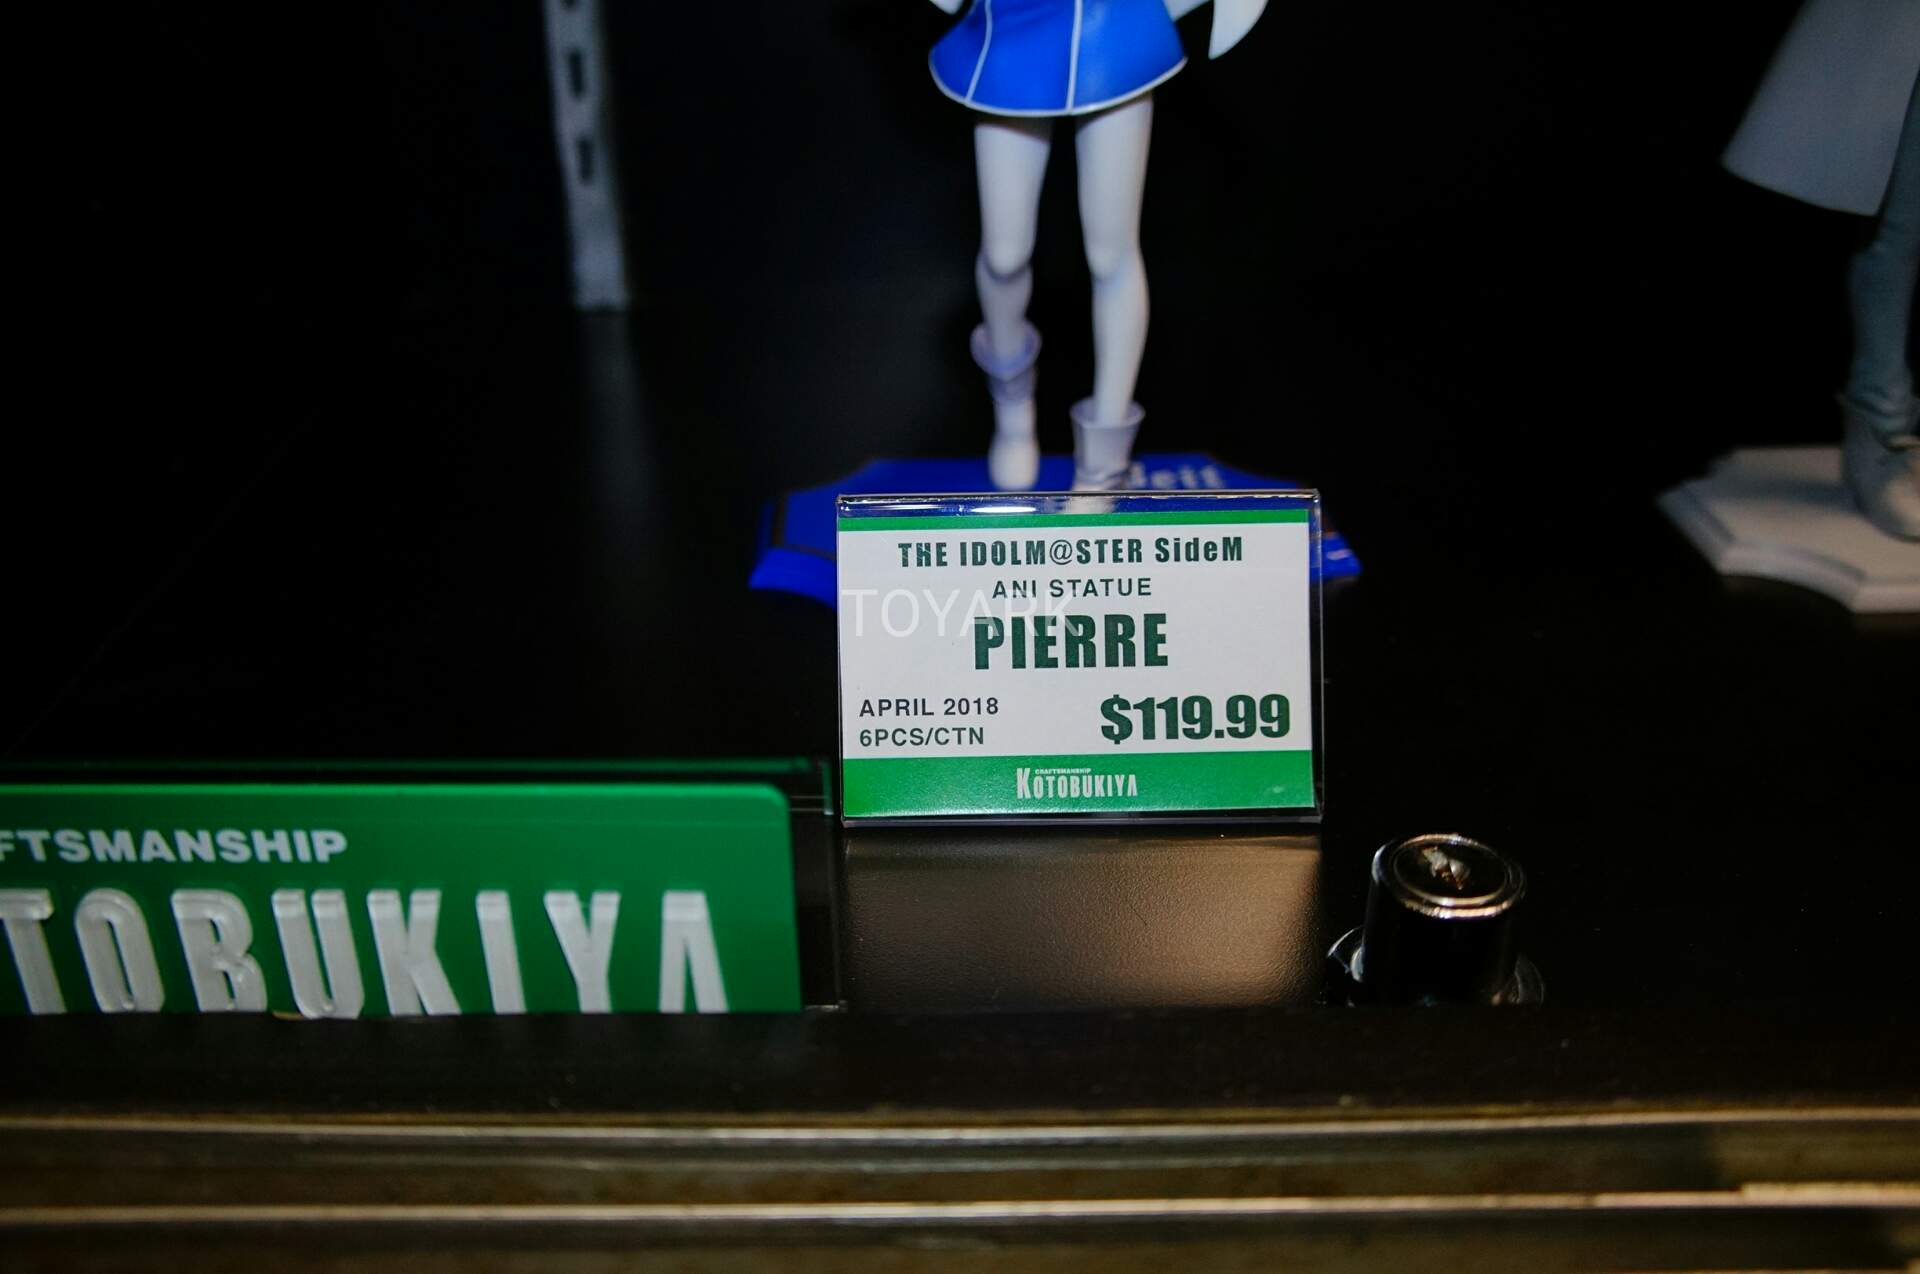 THE IDOLM@STER SideM
ANI STATUE
TOYARK
PIERRE
APRIL 2018
$119.99
6PCS/CTN
CRAFTSMANSHIP
KOTOBUKIYA
FTSMANSHIP
TOBUKIYA